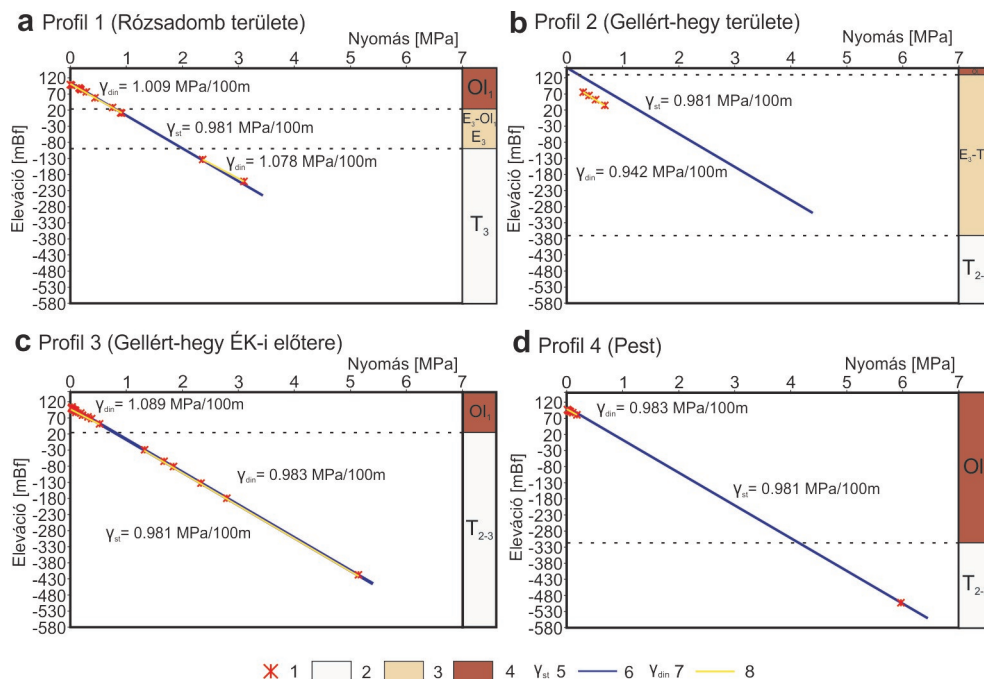 a Profil 1 (Rózsadomb területe)
Nyomás [MPa]
0 1 2 3 4 5 6 7
Eleváció [mBf]
120
70
20
-30
-80
-130
-180
-230
-280
-330
-380
-430
-480
-530
-580
γdin= 1.009 MPa/100m
γst= 0.981 MPa/100m
γdin= 1.078 MPa/100m
Ol₁
E₃-Ol
E₃
T₃
b Profil 2 (Gellért-hegy területe)
Nyomás [MPa]
0 1 2 3 4 5 6 7
Eleváció [mBf]
120
70
20
-30
-80
-130
-180
-230
-280
-330
-380
-430
-480
-530
-580
γst= 0.981 MPa/100m
γdin= 0.942 MPa/100m
E₃-T
T₂-
c Profil 3 (Gellért-hegy ÉK-i előtere)
Nyomás [MPa]
0 1 2 3 4 5 6 7
Eleváció [mBf]
120
70
20
-30
-80
-130
-180
-230
-280
-330
-380
-430
-480
-530
-580
γdin= 1.089 MPa/100m
γdin= 0.983 MPa/100m
γst= 0.981 MPa/100m
Ol₁
T₂₋₃
d Profil 4 (Pest)
Nyomás [MPa]
0 1 2 3 4 5 6 7
Eleváció [mBf]
120
70
20
-30
-80
-130
-180
-230
-280
-330
-380
-430
-480
-530
-580
γdin= 0.983 MPa/100m
γst= 0.981 MPa/100m
Ol
T₂-
1 2 3 4 γst 5 6 γdin 7 8